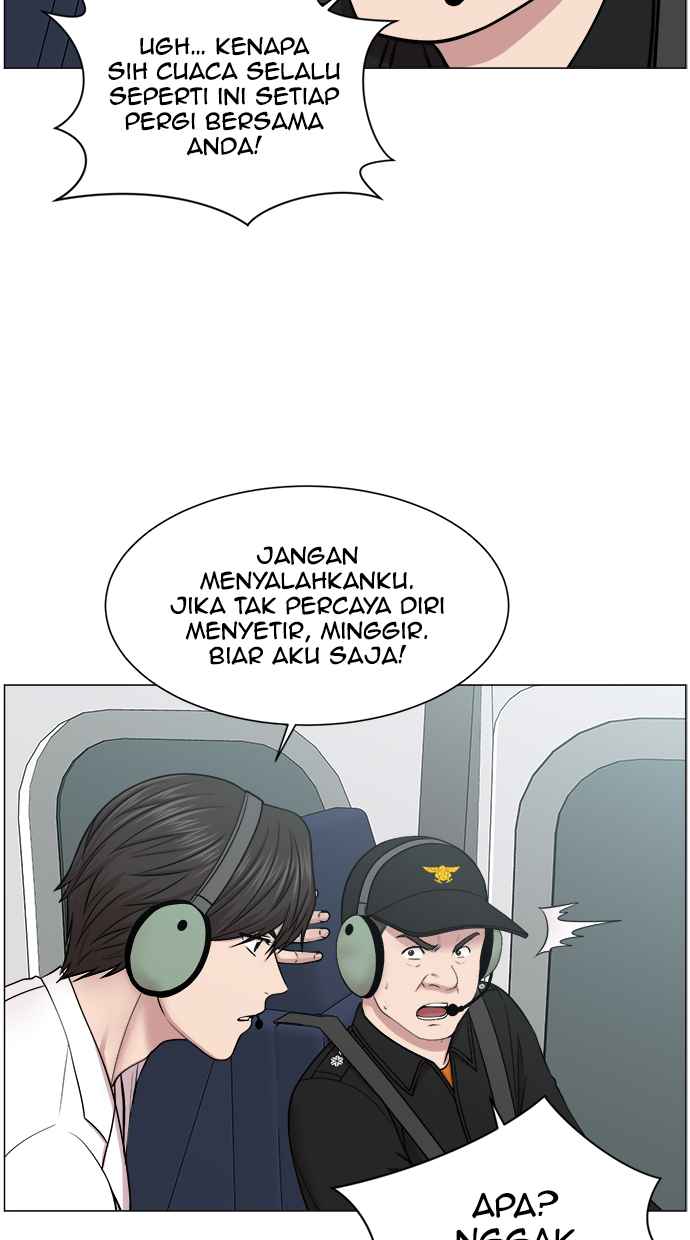 UGH... KENAPA
SIH CUACA SELALU
SEPERTI INI SETIAP
PERGI BERSAMA
ANDA!
JANGAN
MENYALAHKANKU.
JIKA TAK PERCAYA DIRI
MENYETIR, MINGGIR.
BIAR AKU SAJA!
APA?
NGGAK